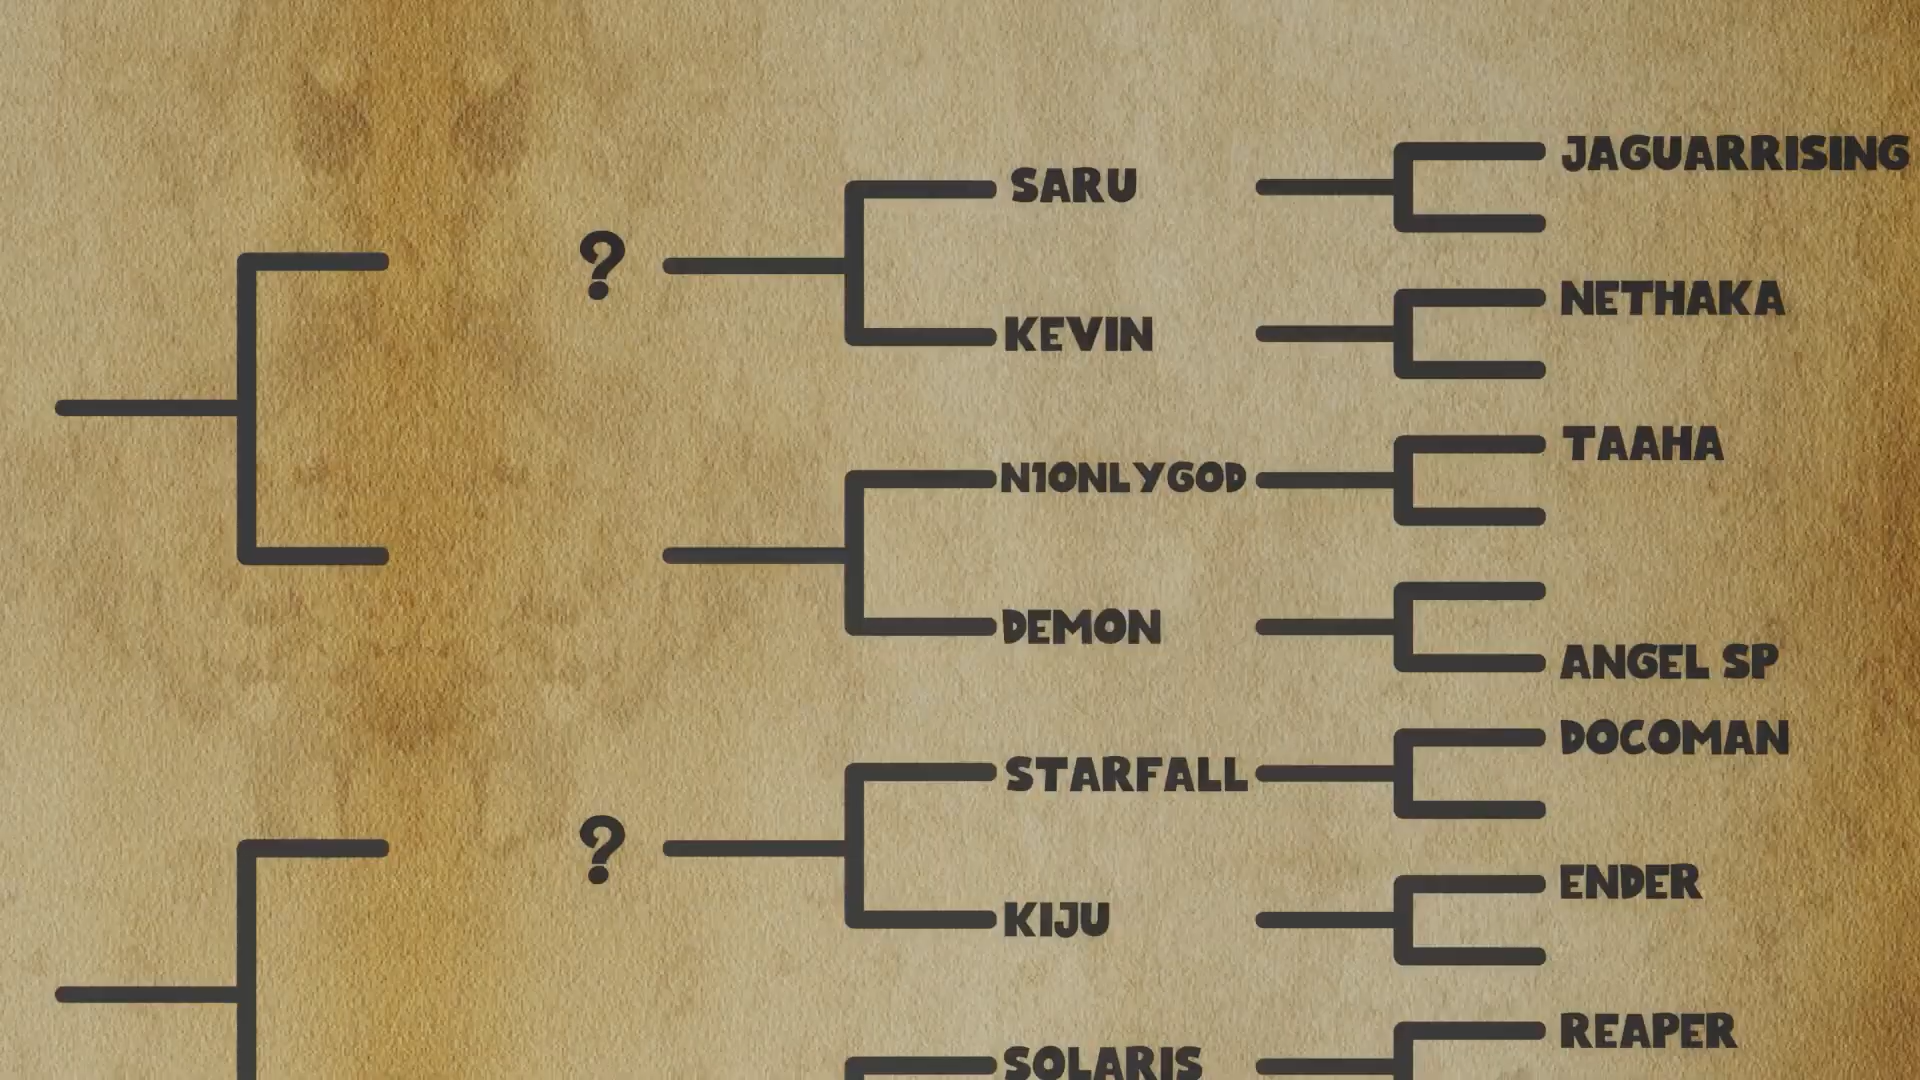 JAGUARRISING
SARU
?
NETHAKA
KEVIN
TAAHA
N1ONLYGOD
DEMON
ANGEL SP
DOCOMAN
STARFALL
?
ENDER
KIJU
REAPER
SOLARIS